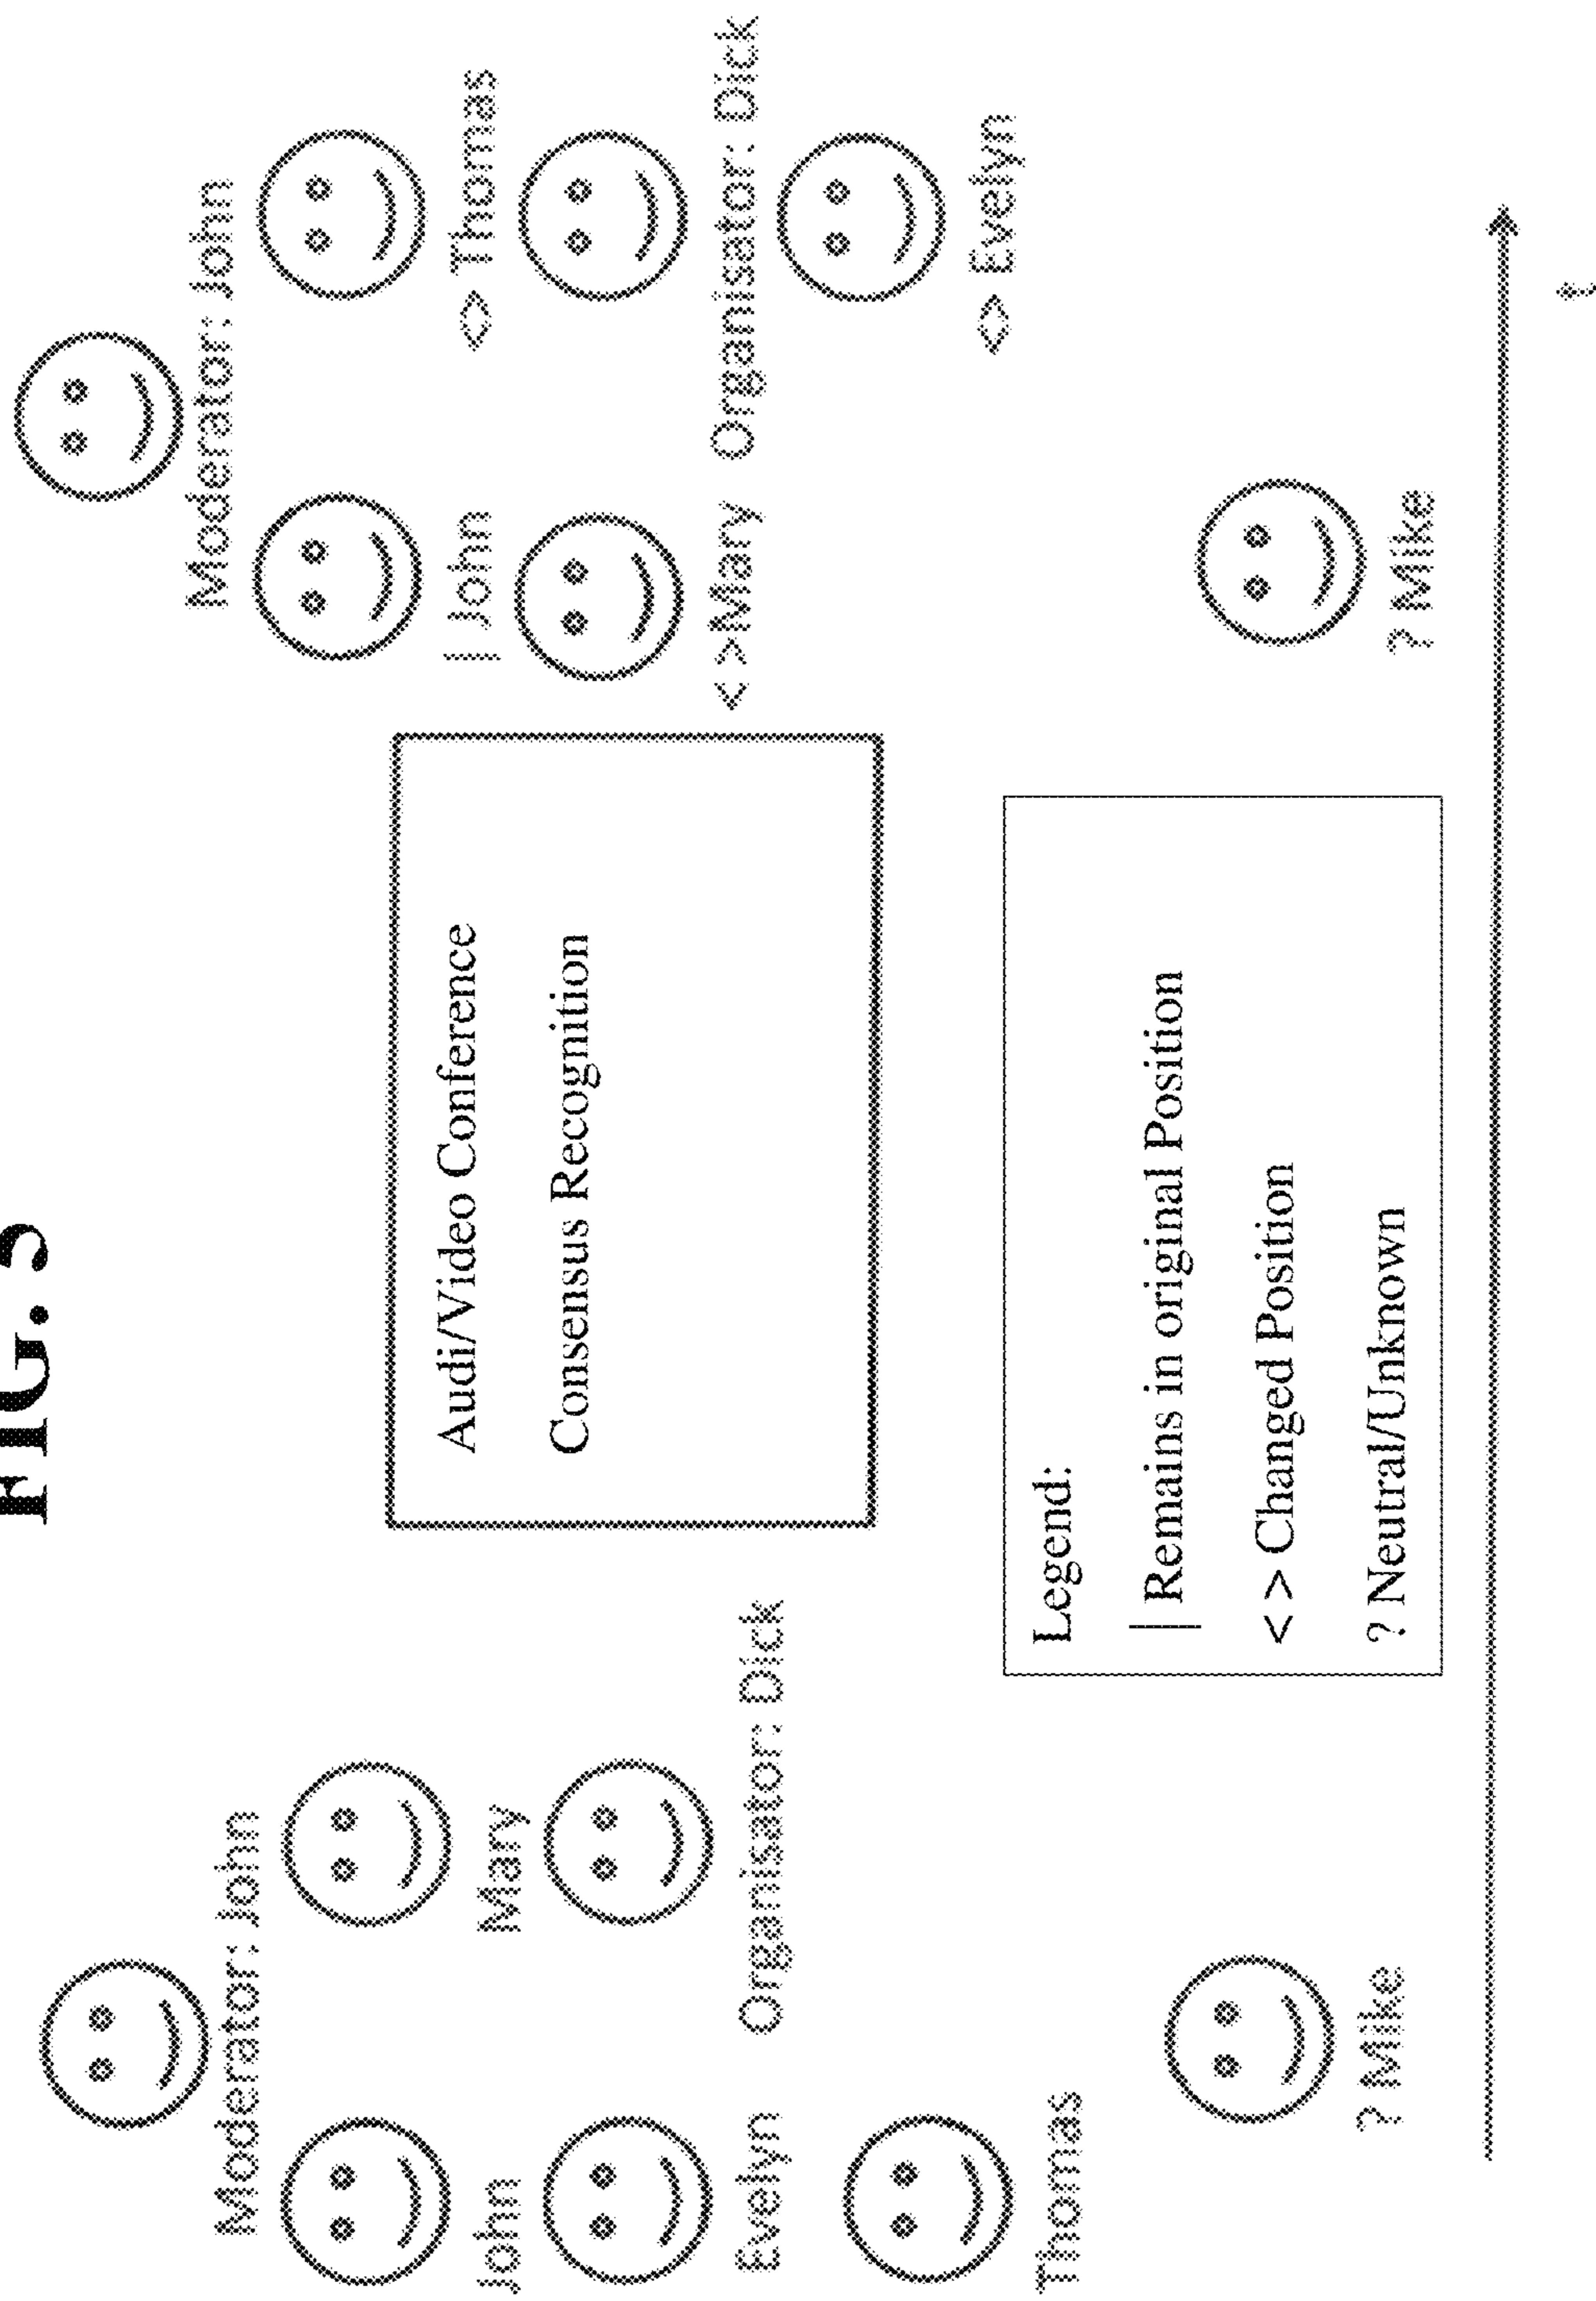 FIG. 5
Moderator: John
John
Mary
Evelyn
Organisator: Dick
Thomas
? Mike
Audi/Video Conference
Consensus Recognition
Legend:
| Remains in original Position
< > Changed Position
? Neutral/Unknown
Moderator: John
| John
<> Thomas
< >Mary
Organisator: Dick
<> Evelyn
? Mike
t